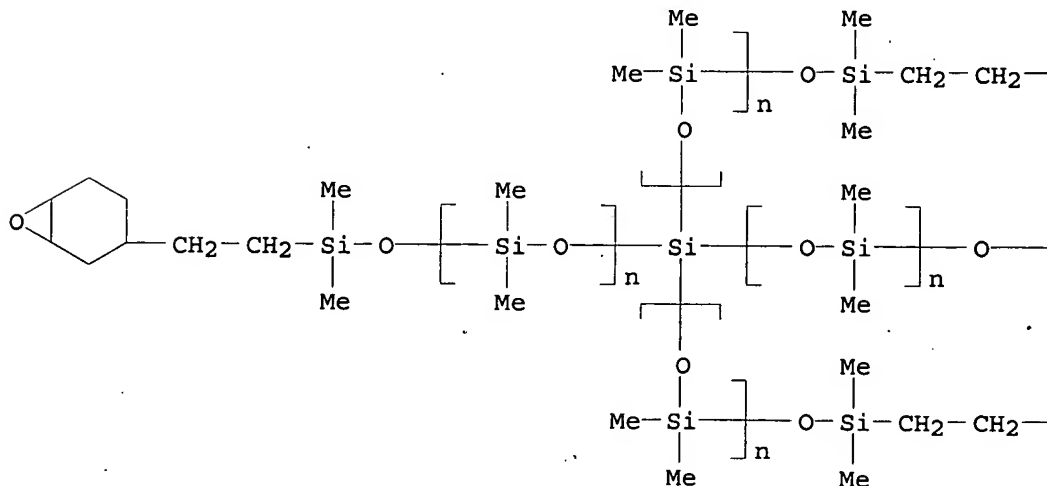 Me Me
Me—Si O—Si—CH2—CH2
n
O Me
Me Me Me
O CH2—CH2—Si—O Si—O Si O—Si O
n n
Me Me Me
O Me
Me—Si O—Si—CH2—CH2
n
Me Me